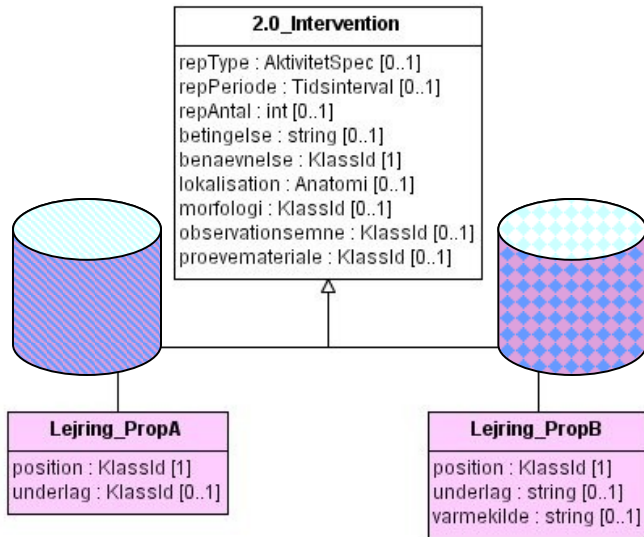 2.0_Intervention
repType : AktivitetSpec [0..1]
repPeriode : Tidsinterval [0..1]
repAntal : int [0..1]
betingelse : string [0..1]
benaevnelse : KlassId [1]
lokalisation : Anatomi [0..1]
morfologi : KlassId [0..1]
observationsemne : KlassId [0..1]
proevemateriale : KlassId [0..1]
Lejring_PropA
position : KlassId [1]
underlag : KlassId [0..1]
Lejring_PropB
position : KlassId [1]
underlag : string [0..1]
varmekilde : string [0..1]